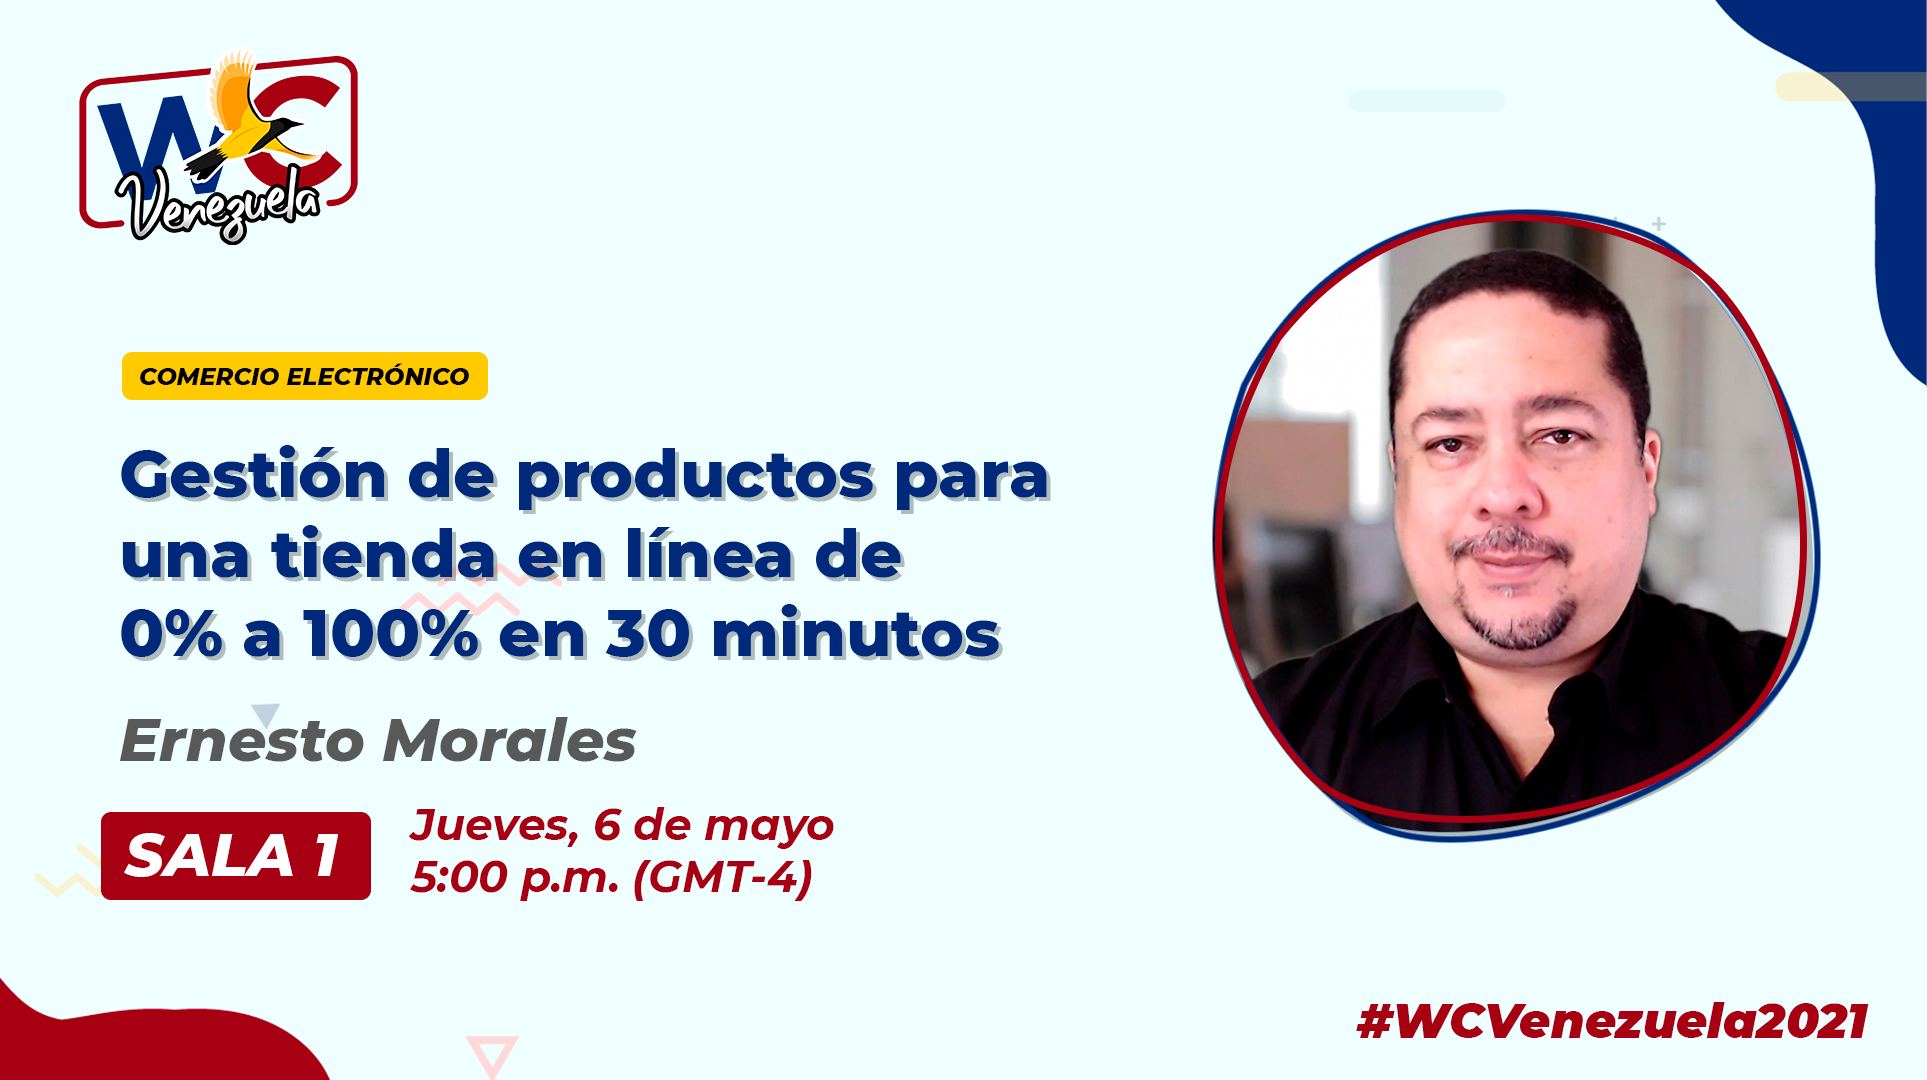 WC
Venezuela
COMERCIO ELECTRÓNICO
Gestión de productos para
una tienda en línea de
0% a 100% en 30 minutos
Ernesto Morales
SALA 1
Jueves, 6 de mayo
5:00 p.m. (GMT-4)
#WCVenezuela2021